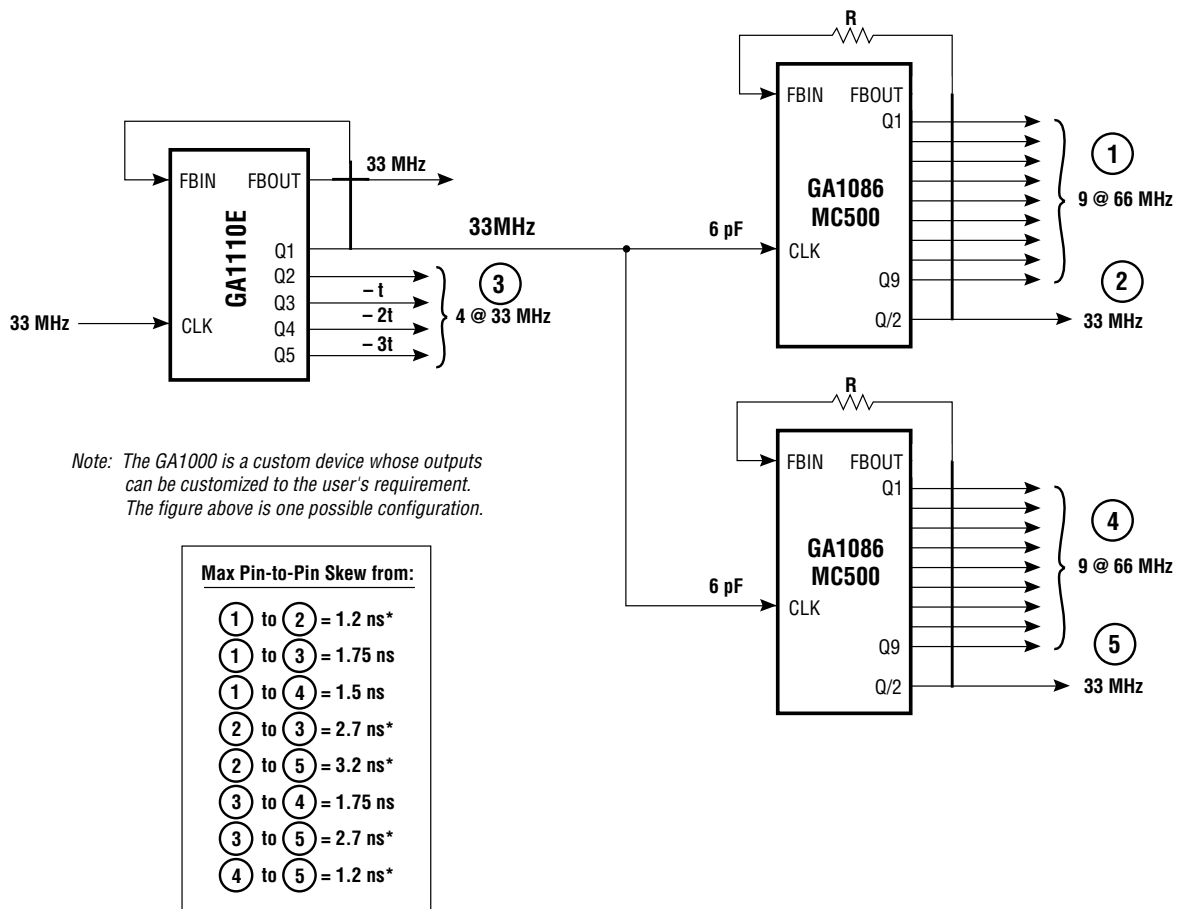 R
FBIN FBOUT
Q1
GA1086
MC500
1
9 @ 66 MHz
6 pF
CLK
Q9
2
Q/2
33 MHz
FBIN FBOUT
33 MHz
GA1110E
Q1
33MHz
Q2
Q3
– t
Q4
– 2t
Q5
– 3t
3
4 @ 33 MHz
33 MHz
CLK
R
FBIN FBOUT
Q1
GA1086
MC500
4
9 @ 66 MHz
6 pF
CLK
Q9
5
Q/2
33 MHz
Note: The GA1000 is a custom device whose outputs
can be customized to the user's requirement.
The figure above is one possible configuration.
Max Pin-to-Pin Skew from:
1 to 2 = 1.2 ns*
1 to 3 = 1.75 ns
1 to 4 = 1.5 ns
2 to 3 = 2.7 ns*
2 to 5 = 3.2 ns*
3 to 4 = 1.75 ns
3 to 5 = 2.7 ns*
4 to 5 = 1.2 ns*